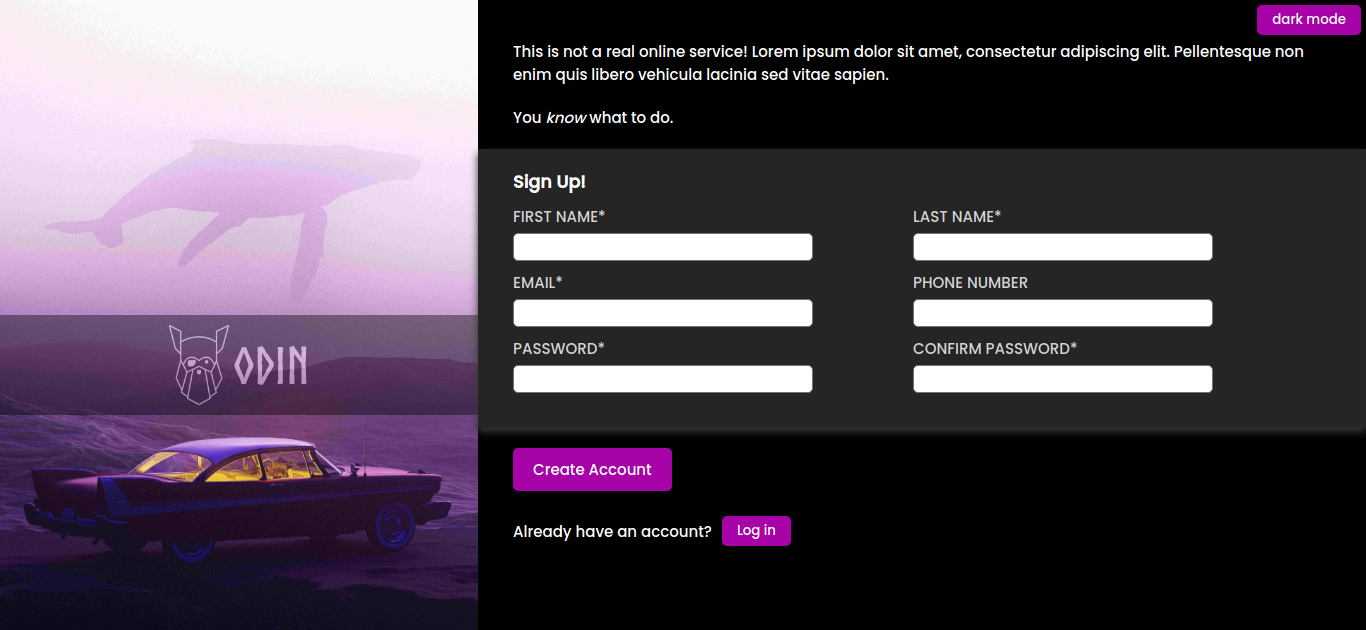 dark mode
This is not a real online service! Lorem ipsum dolor sit amet, consectetur adipiscing elit. Pellentesque non
enim quis libero vehicula lacinia sed vitae sapien.
You know what to do.
Sign Up!
FIRST NAME*
LAST NAME*
EMAIL*
PHONE NUMBER
PASSWORD*
CONFIRM PASSWORD*
ODIN
Create Account
Already have an account?
Log in